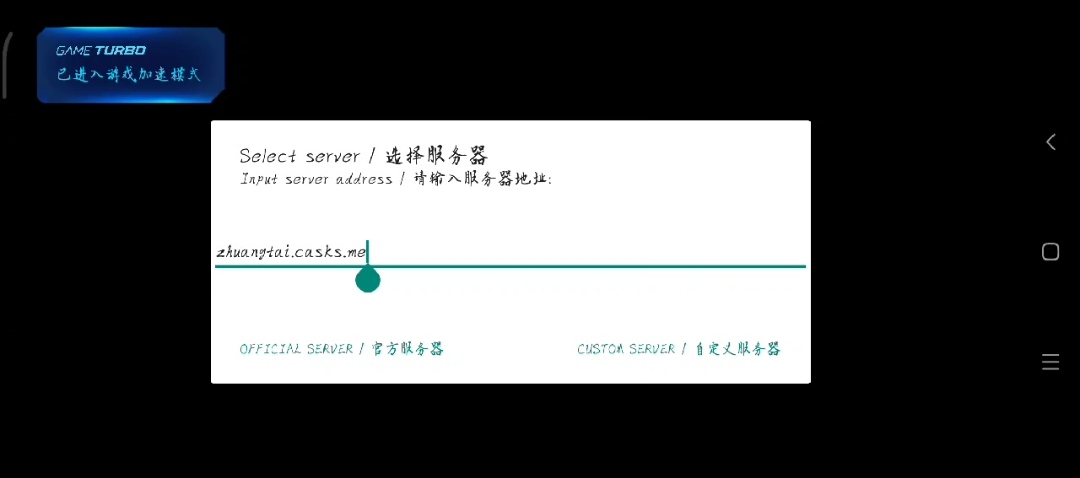 GAME TURBO
已进入游戏加速模式
Select server / 选择服务器
Input server address / 请输入服务器地址:
zhuangtai.casks.me
OFFICIAL SERVER / 官方服务器
CUSTOM SERVER / 自定义服务器